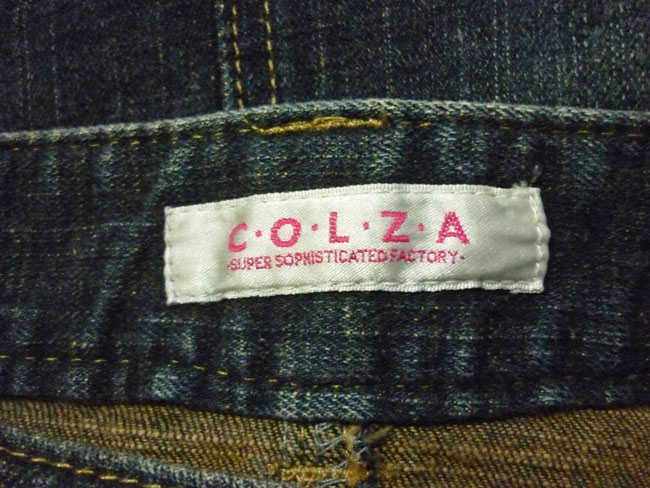 C·O·L·Z·A
·SUPER SOPHISTICATED FACTORY·